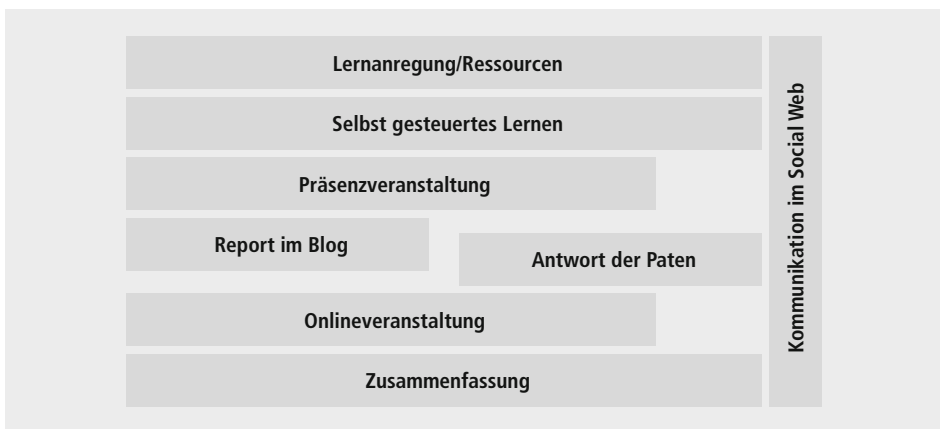 Lernanregung/Ressourcen
Selbst gesteuertes Lernen
Präsenzveranstaltung
Report im Blog
Antwort der Paten
Onlineveranstaltung
Zusammenfassung
Kommunikation im Social Web